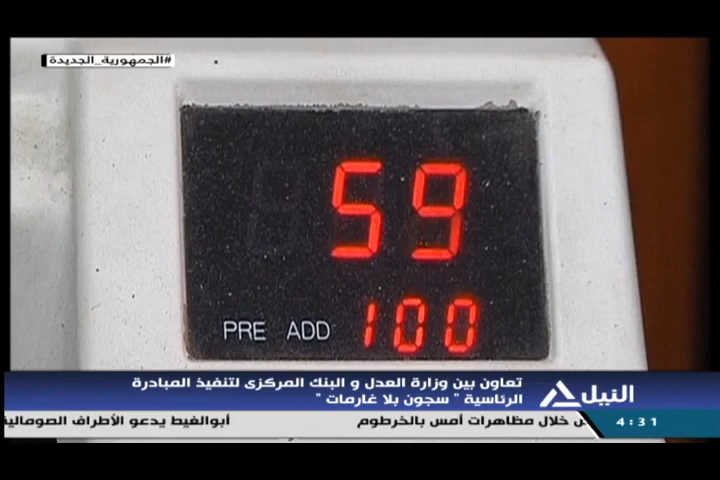 #الجمهورية_الجديدة
59
PRE ADD 100
تعاون بين وزارة العدل و البنك المركزى لتنفيذ المبادرة
الرئاسية " سجون بلا غارمات "
النيل
خلال مظاهرات أمس بالخرطوم
أبوالغيط يدعو الأطراف الصومالية
4:31